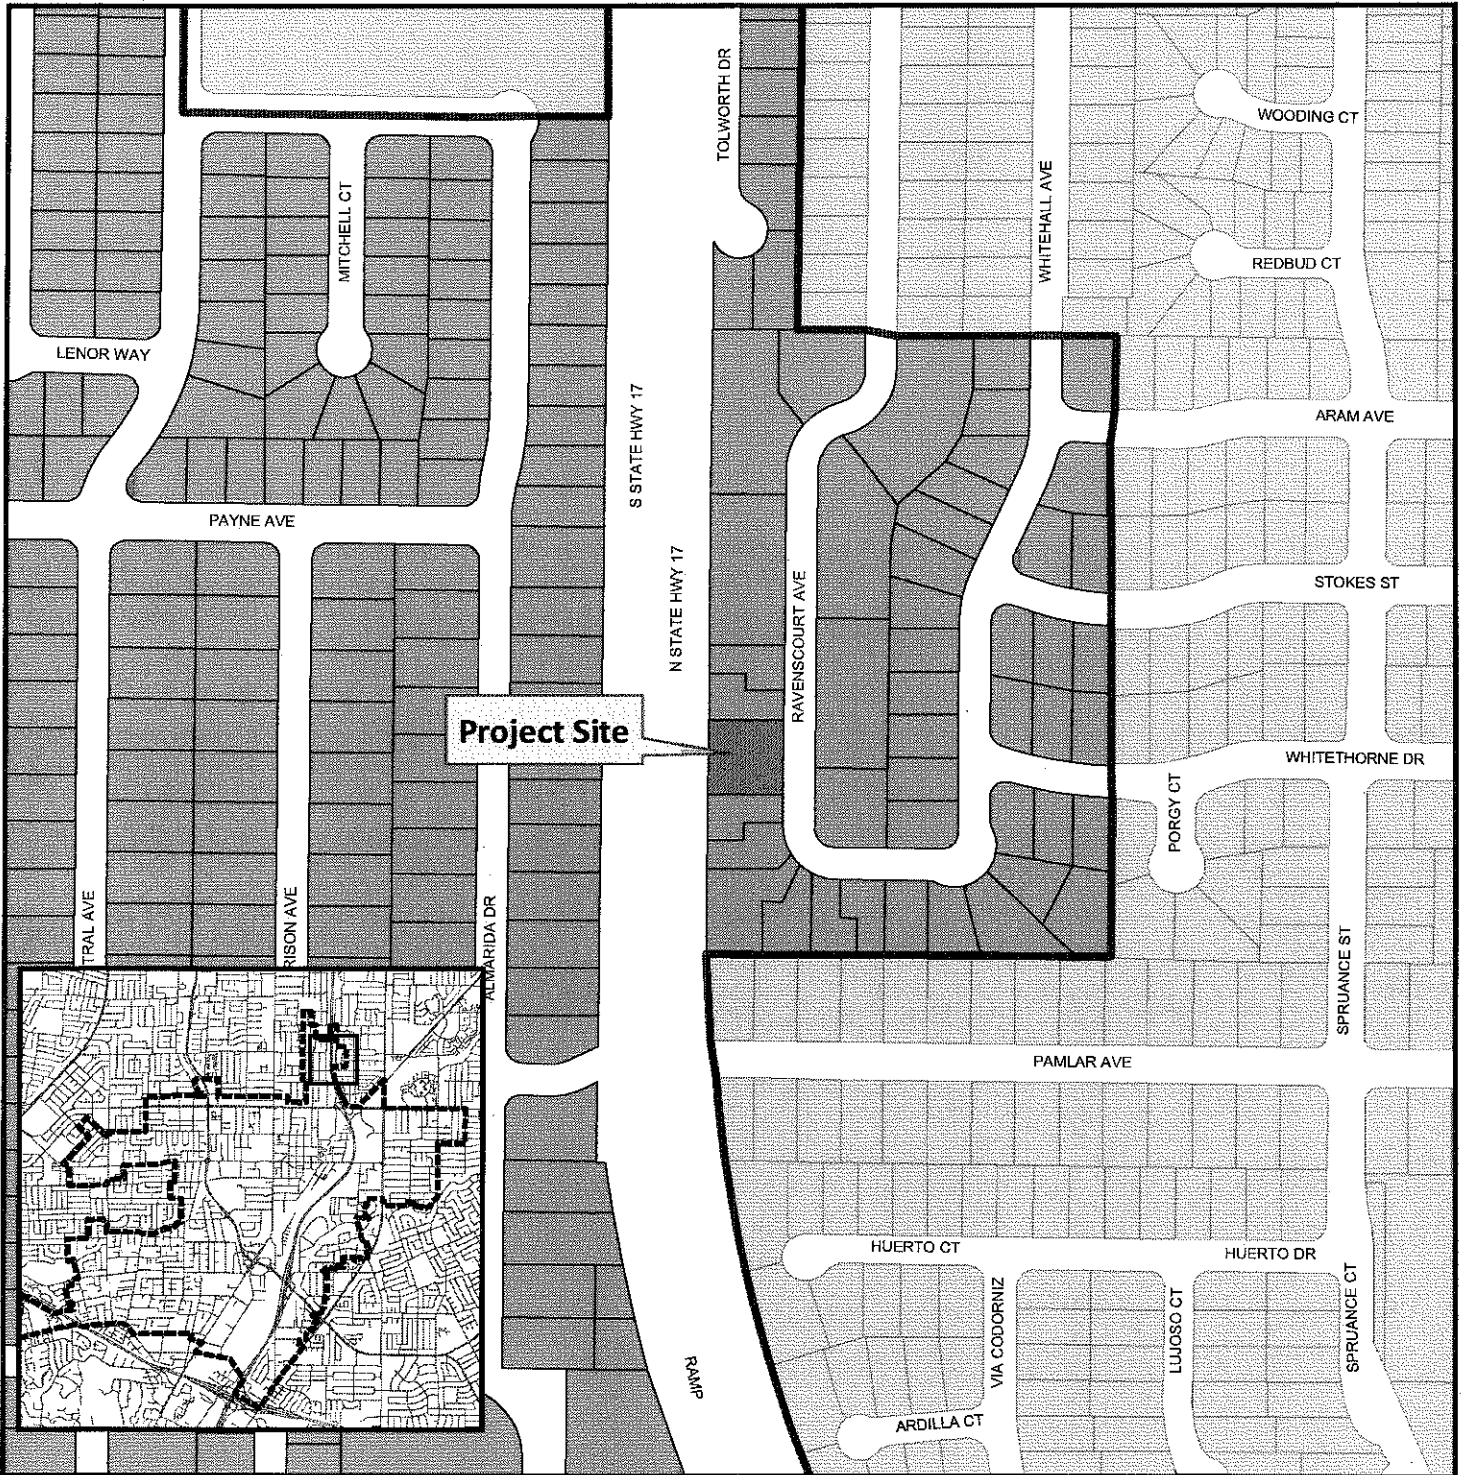 TOLWORTH DR
WOODING CT
MITCHELL CT
WHITEHALL AVE
REDBUD CT
LENOR WAY
S STATE HWY 17
ARAM AVE
PAYNE AVE
N STATE HWY 17
RAVENSCOURT AVE
STOKES ST
Project Site
WHITETHORNE DR
PORGY CT
TRAL AVE
RISON AVE
ALMARIDA DR
SPRUANCE ST
PAMLAR AVE
HUERTO CT
HUERTO DR
VIA CODORNIZ
LUJOSO CT
SPRUANCE CT
RAMP
ARDILLA CT